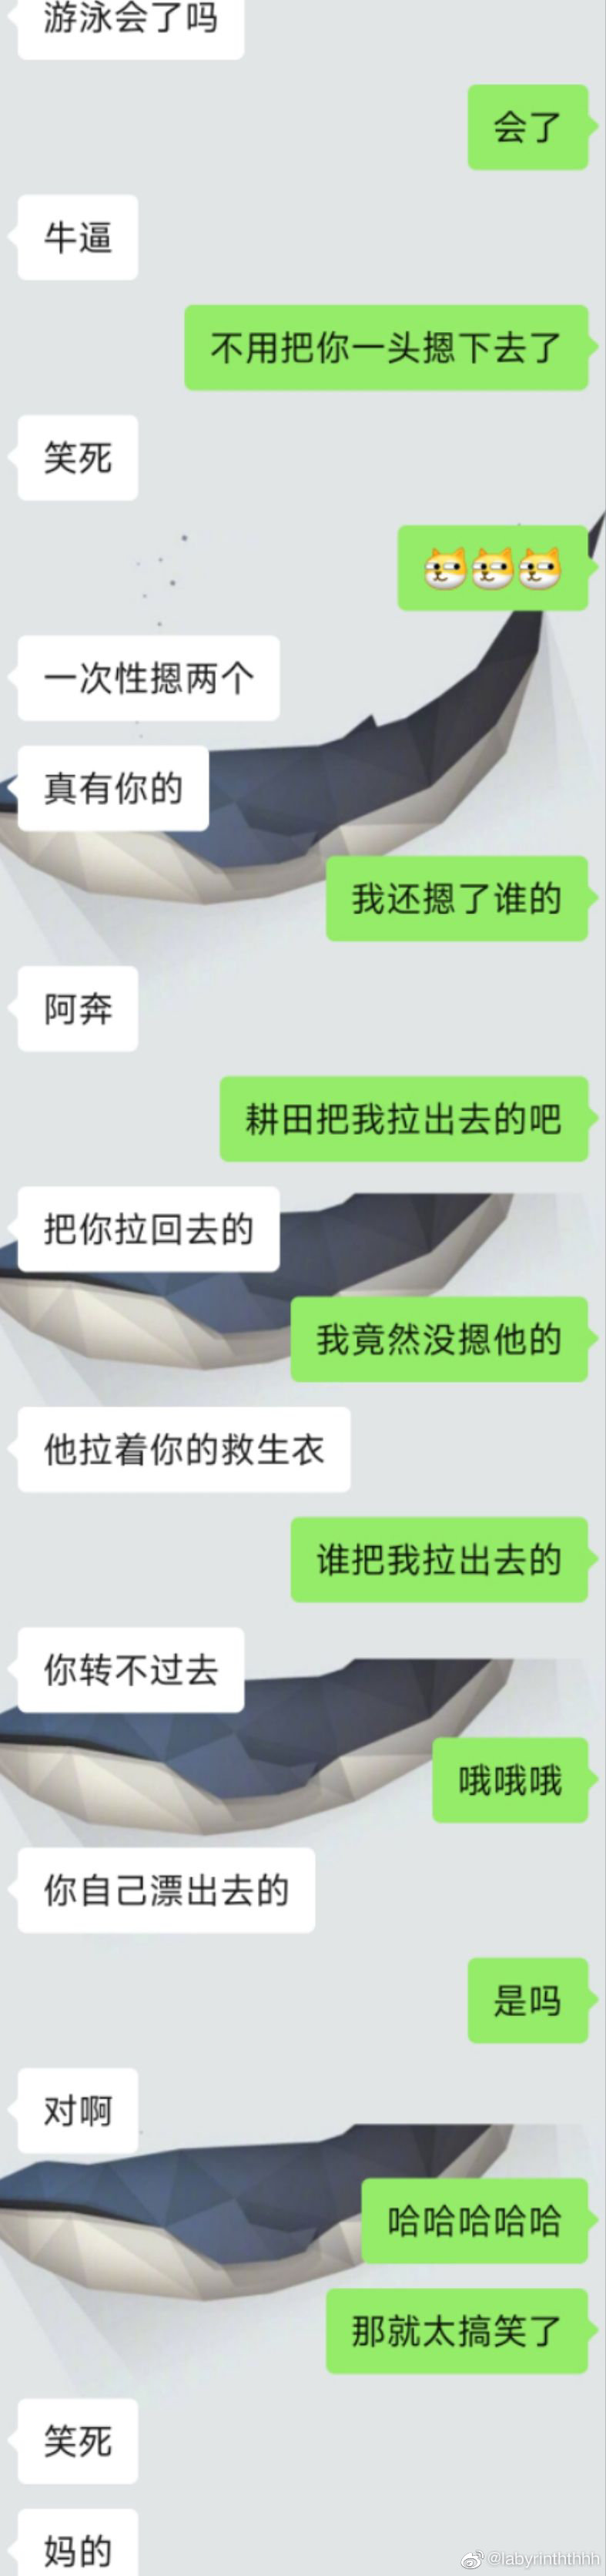 游泳会了吗
会了
牛逼
不用把你一头摁下去了
笑死
一次性摁两个
真有你的
我还摁了谁的
阿奔
耕田把我拉出去的吧
把你拉回去的
我竟然没摁他的
他拉着你的救生衣
谁把我拉出去的
你转不过去
哦哦哦
你自己漂出去的
是吗
对啊
哈哈哈哈哈
那就太搞笑了
笑死
妈的
@labyrinththhh